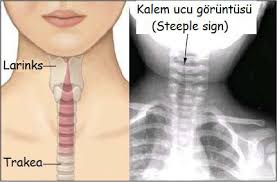 Larinks
Trakea
Kalem ucu görüntüsü
(Steeple sign)